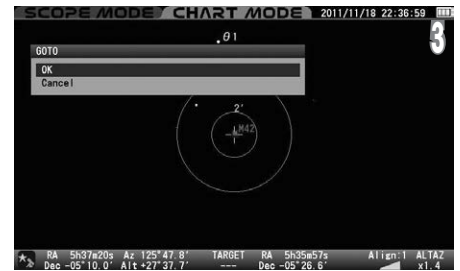 SCOPE MODE CHART MODE 2011/11/18 22:36:59
3
θ1
GOTO
OK
Cancel
2°
M42
RA 5h37m20s Az 125°47.8' TARGET RA 5h35m57s Align:1 ALTAZ
Dec -05°10.0' Alt +27°37.7' --- Dec -05°26.6' x1.4